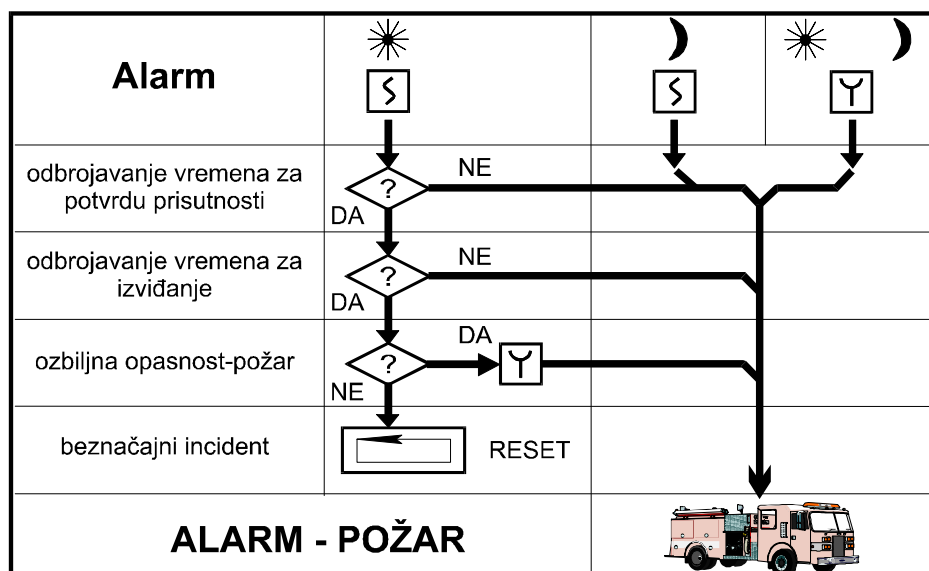 Alarm
odbrojavanje vremena za
potvrdu prisutnosti
?
NE
DA
odbrojavanje vremena za
izviđanje
?
NE
DA
ozbiljna opasnost-požar
?
DA
NE
beznačajni incident
RESET
ALARM - POŽAR